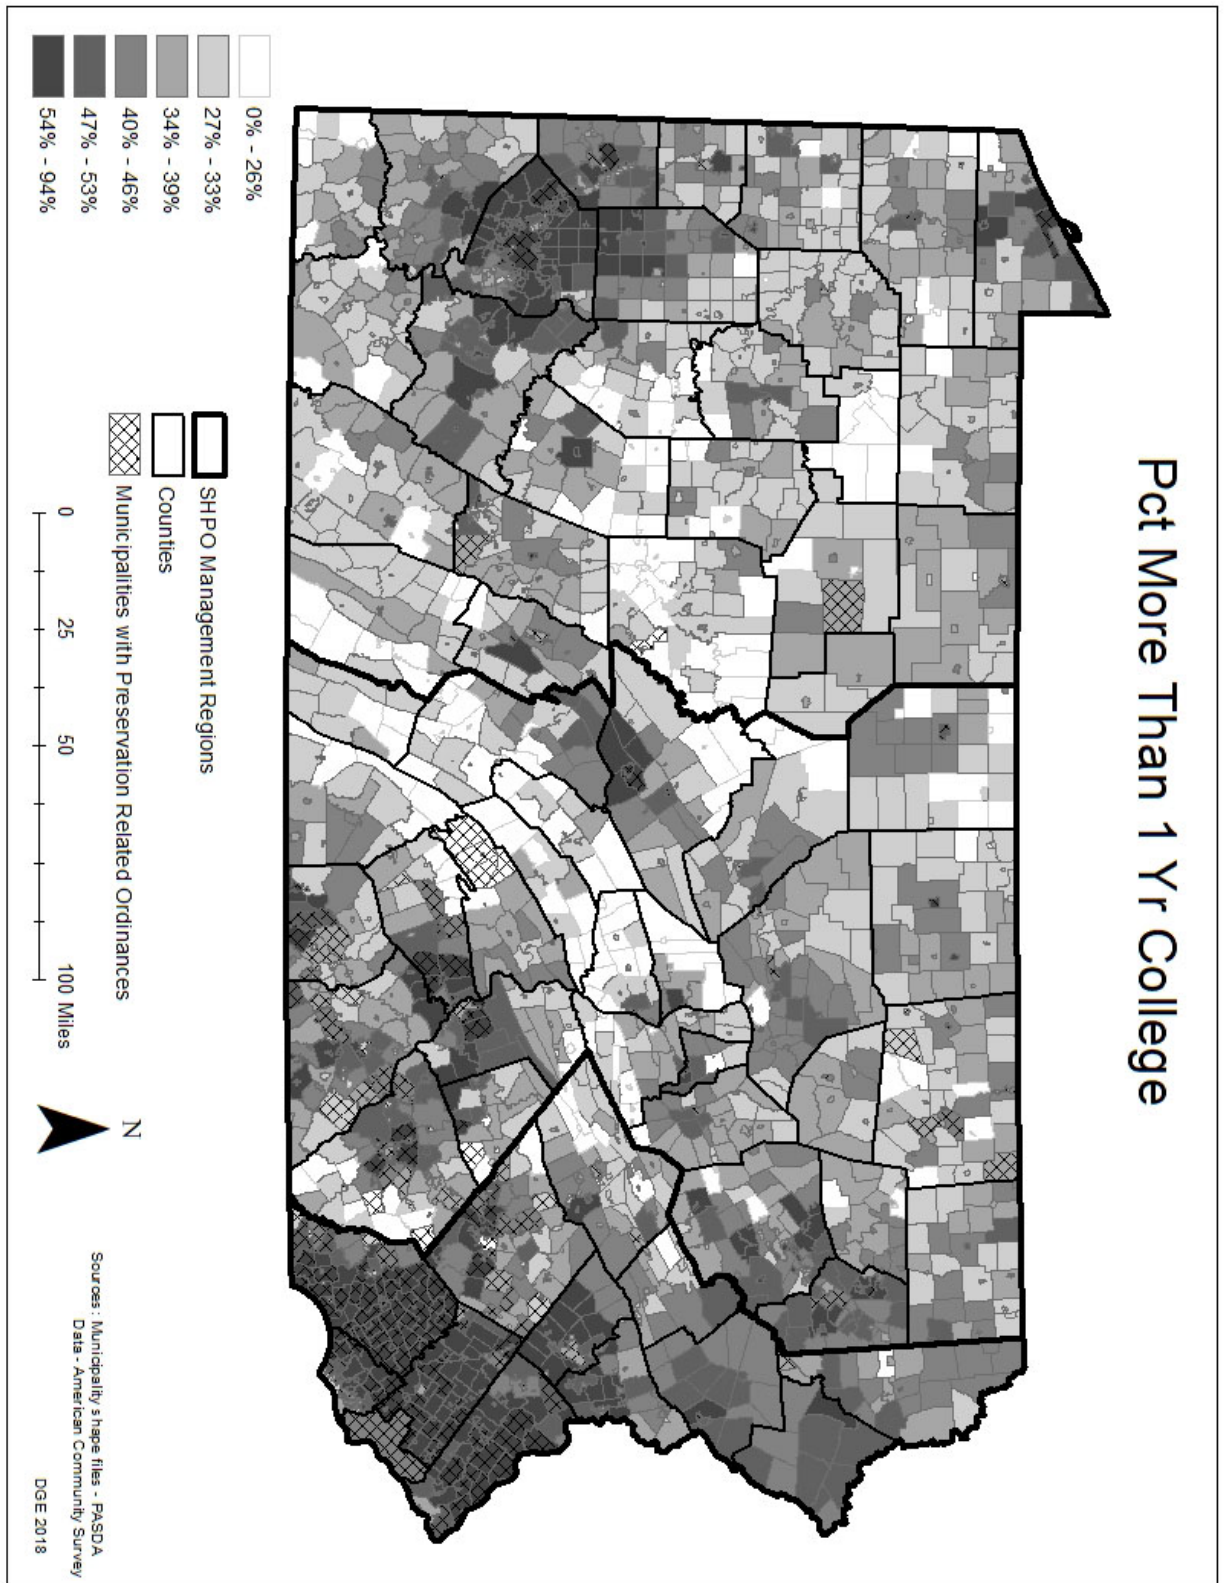 Pct More Than 1 Yr College
0% - 26%
27% - 33%
34% - 39%
40% - 46%
47% - 53%
54% - 94%
SHPO Management Regions
Counties
Municipalities with Preservation Related Ordinances
0 25 50 100 Miles
N
Sources: Municipality shape files - PASDA
Data - American Community Survey
DGE 2018